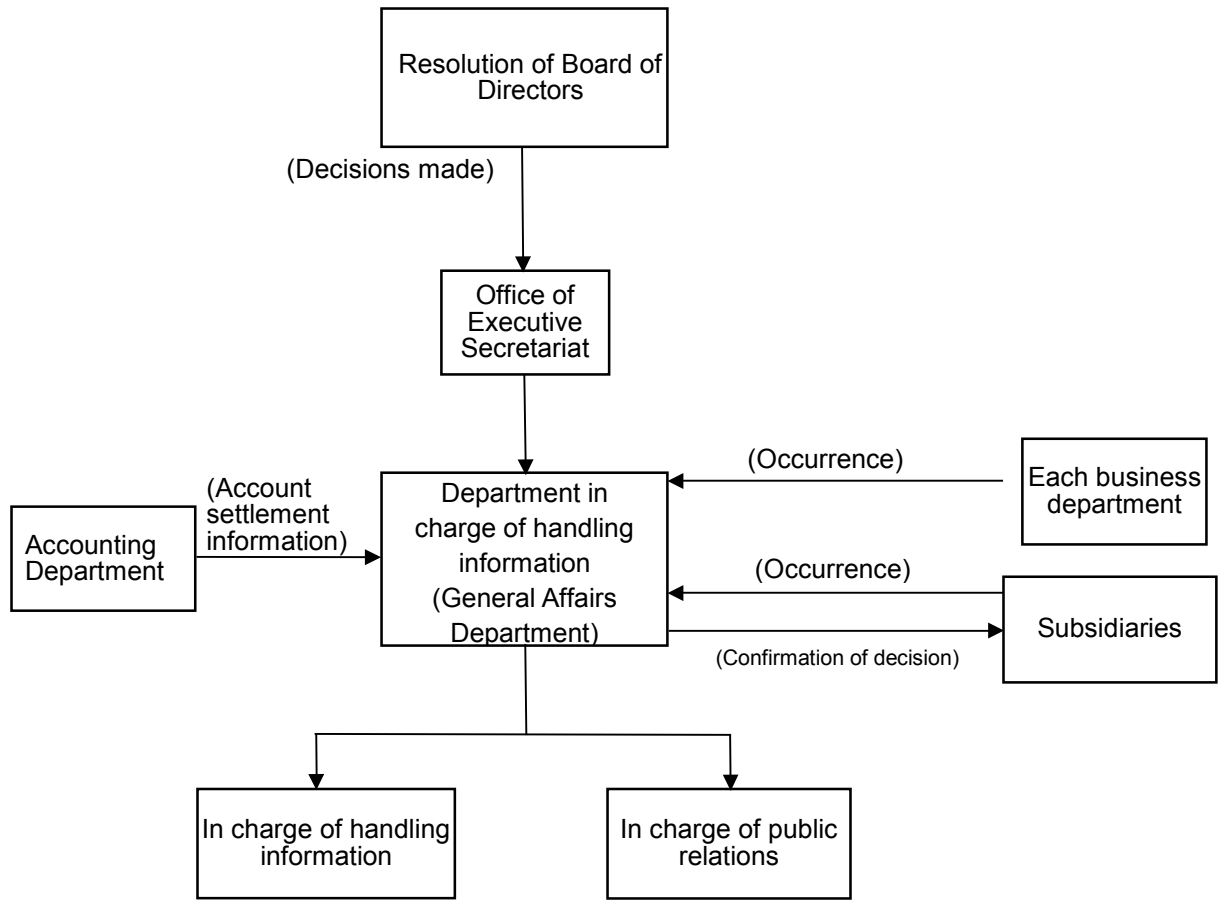 Resolution of Board of
Directors
(Decisions made)
Office of
Executive
Secretariat
(Occurrence)
Each business
department
(Account
settlement
information)
Accounting
Department
Department in
charge of handling
information
(General Affairs
Department)
(Occurrence)
Subsidiaries
(Confirmation of decision)
In charge of handling
information
In charge of public
relations